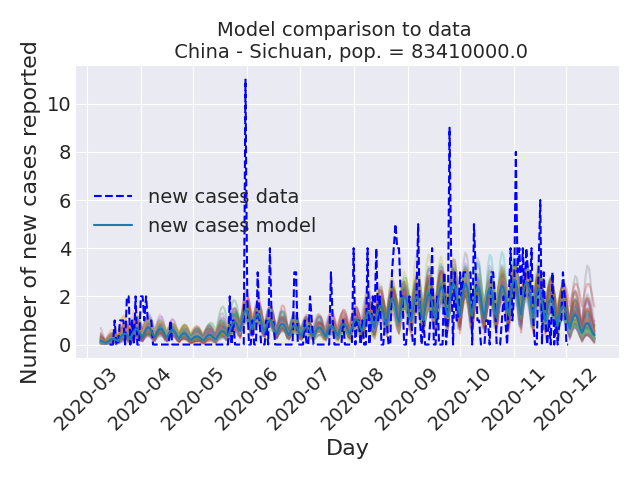 Model comparison to data
China - Sichuan, pop. = 83410000.0
Number of new cases reported
10
8
6
4
2
0
new cases data
new cases model
2020-03
2020-04
2020-05
2020-06
2020-07
2020-08
2020-09
2020-10
2020-11
2020-12
Day